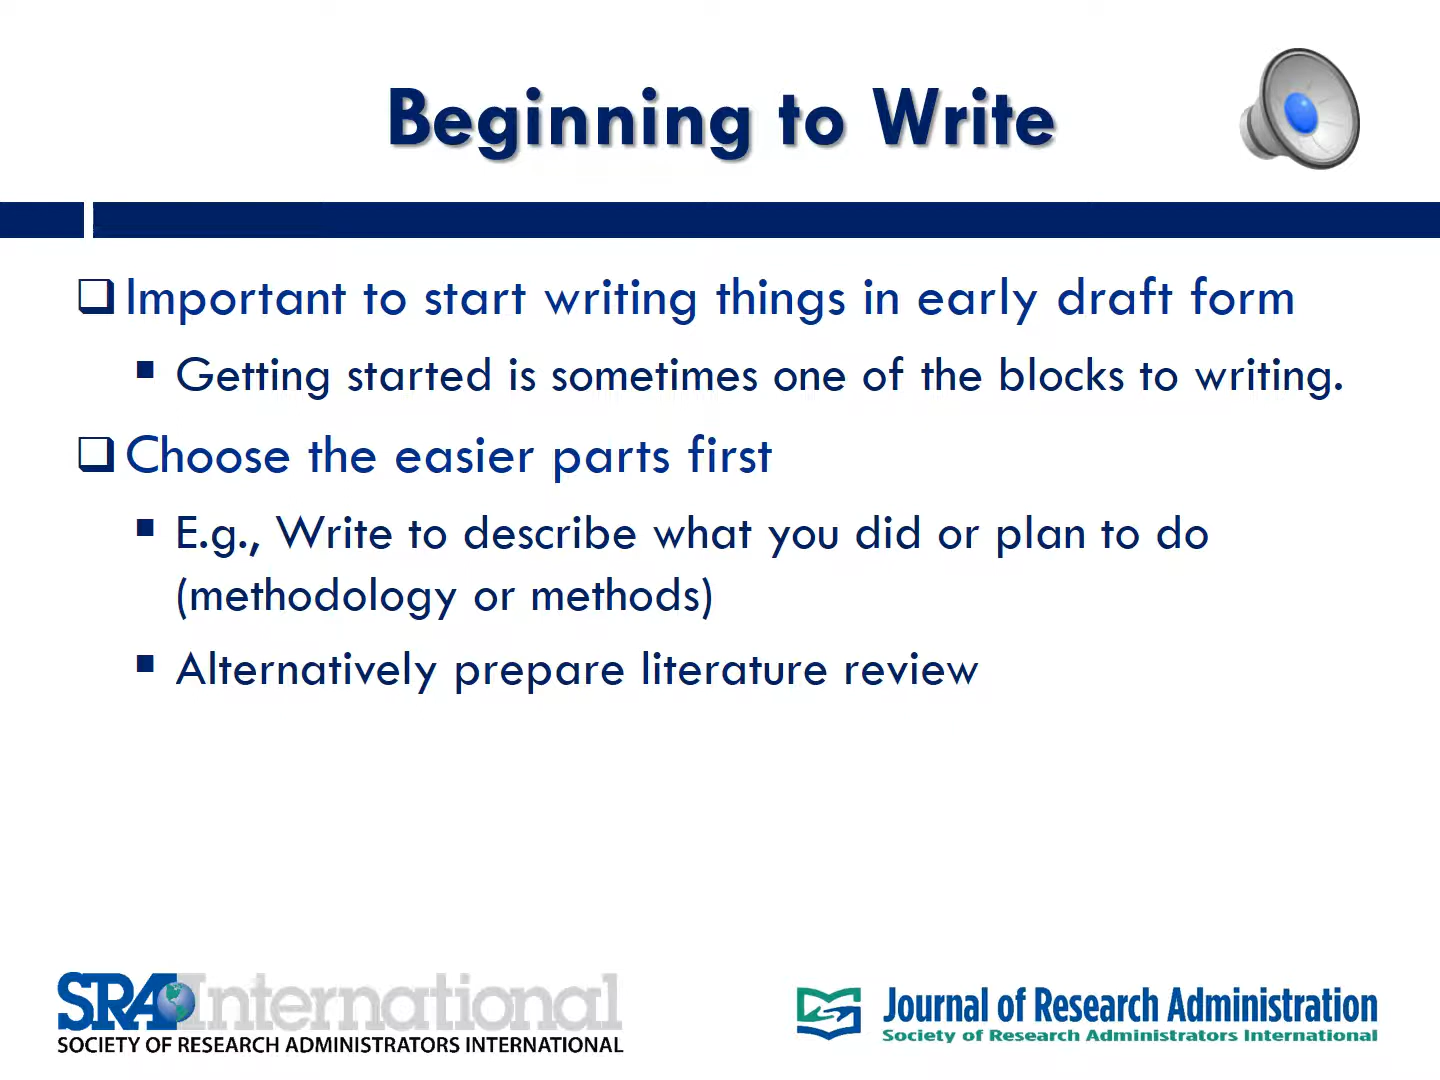 Beginning to Write
Important to start writing things in early draft form
Getting started is sometimes one of the blocks to writing.
Choose the easier parts first
E.g., Write to describe what you did or plan to do
(methodology or methods)
Alternatively prepare literature review
SRA International
SOCIETY OF RESEARCH ADMINISTRATORS INTERNATIONAL
Journal of Research Administration
Society of Research Administrators International